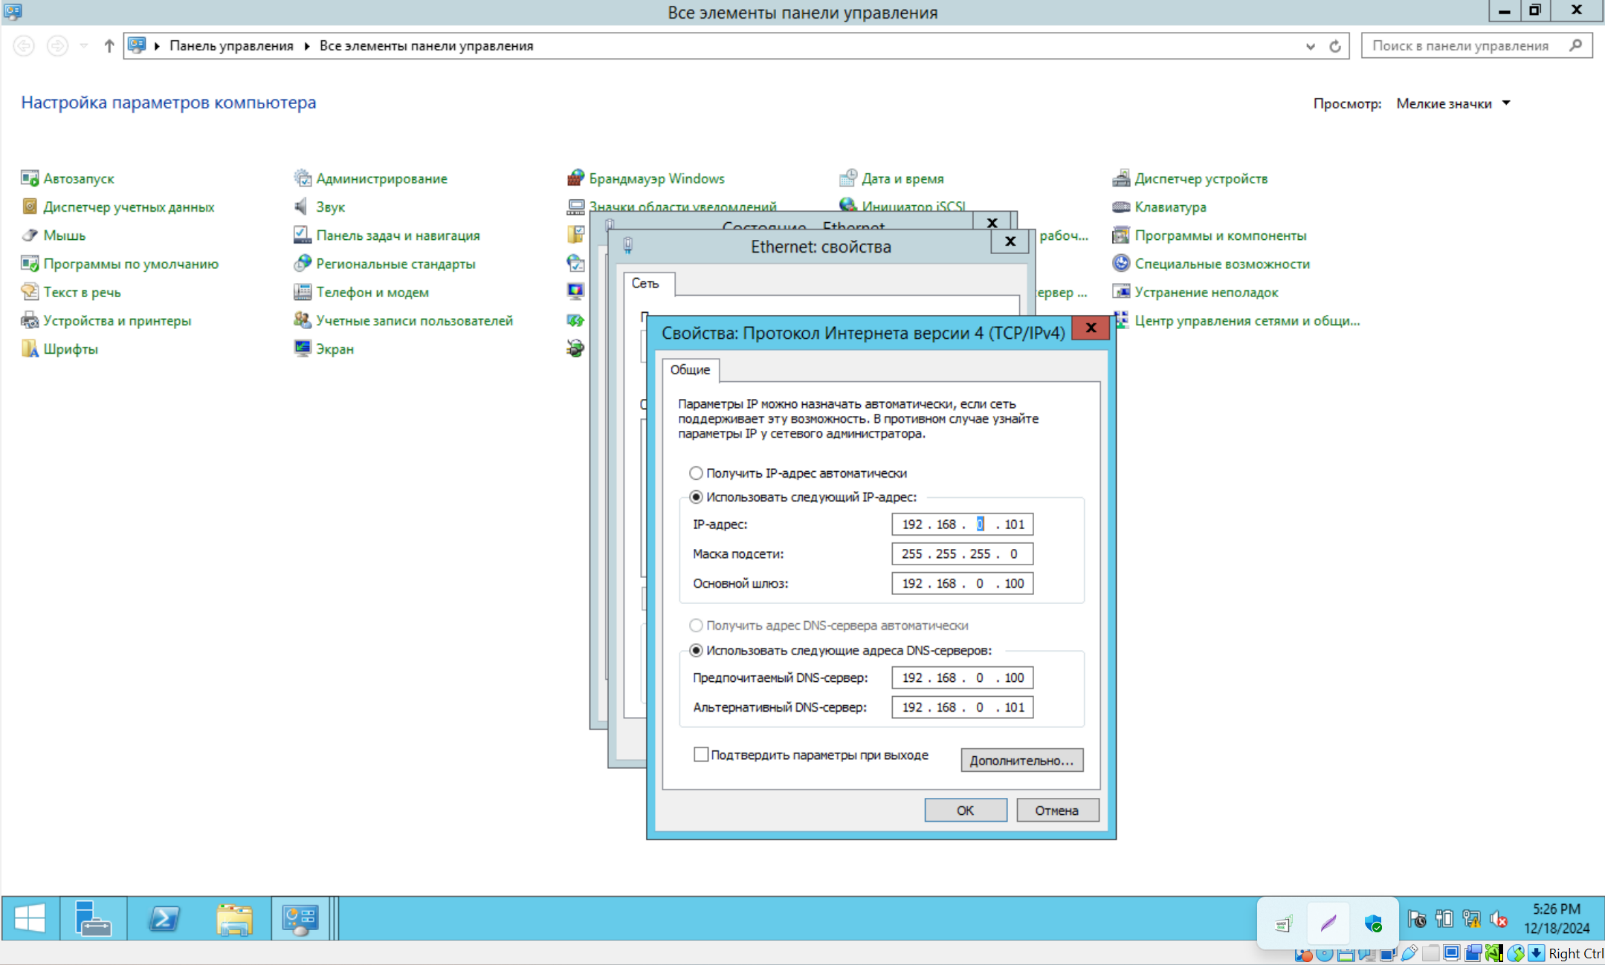 Все элементы панели управления
Панель управления
Все элементы панели управления
Поиск в панели управления
Настройка параметров компьютера
Просмотр: Мелкие значки
Автозапуск
Администрирование
Брандмауэр Windows
Дата и время
Диспетчер устройств
Диспетчер учетных данных
Звук
Значки области уведомлений
Инициатор iSCSI
Клавиатура
Мышь
Панель задач и навигация
рабоч...
Программы и компоненты
Программы по умолчанию
Региональные стандарты
Специальные возможности
Текст в речь
Телефон и модем
ервер ...
Устранение неполадок
Устройства и принтеры
Учетные записи пользователей
Центр управления сетями и общи...
Шрифты
Экран
Состояние - Ethernet
Ethernet: свойства
Сеть
Свойства: Протокол Интернета версии 4 (TCP/IPv4)
Общие
Параметры IP можно назначать автоматически, если сеть
поддерживает эту возможность. В противном случае узнайте
параметры IP у сетевого администратора.
Получить IP-адрес автоматически
Использовать следующий IP-адрес:
IP-адрес: 192 . 168 . 0 . 101
Маска подсети: 255 . 255 . 255 . 0
Основной шлюз: 192 . 168 . 0 . 100
Получить адрес DNS-сервера автоматически
Использовать следующие адреса DNS-серверов:
Предпочитаемый DNS-сервер: 192 . 168 . 0 . 100
Альтернативный DNS-сервер: 192 . 168 . 0 . 101
Подтвердить параметры при выходе
Дополнительно...
ОК
Отмена
5:26 PM
12/18/2024
Right Ctrl